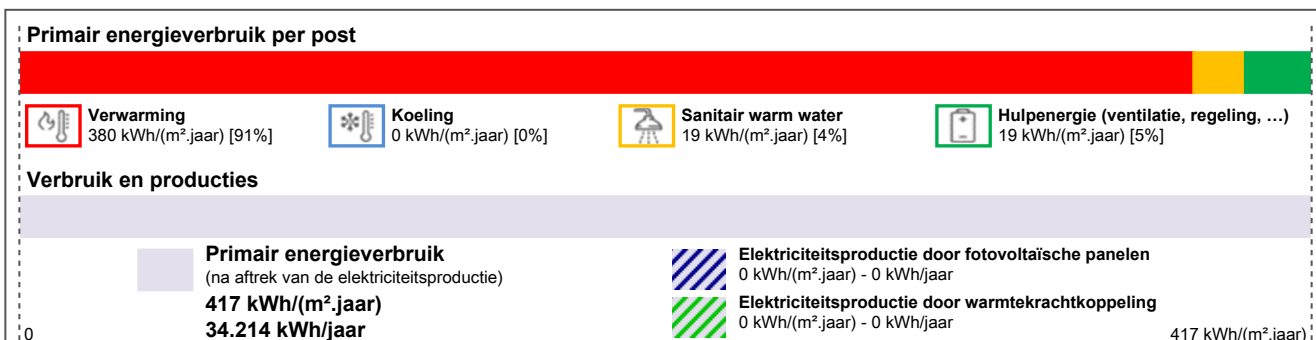 Primair energieverbruik per post
Verwarming
380 kWh/(m².jaar) [91%]
Koeling
0 kWh/(m².jaar) [0%]
Sanitair warm water
19 kWh/(m².jaar) [4%]
Hulpenergie (ventilatie, regeling, …)
19 kWh/(m².jaar) [5%]
Verbruik en producties
Primair energieverbruik
(na aftrek van de elektriciteitsproductie)
417 kWh/(m².jaar)
34.214 kWh/jaar
Elektriciteitsproductie door fotovoltaïsche panelen
0 kWh/(m².jaar) - 0 kWh/jaar
Elektriciteitsproductie door warmtekrachtkoppeling
0 kWh/(m².jaar) - 0 kWh/jaar
0
417 kWh/(m².jaar)